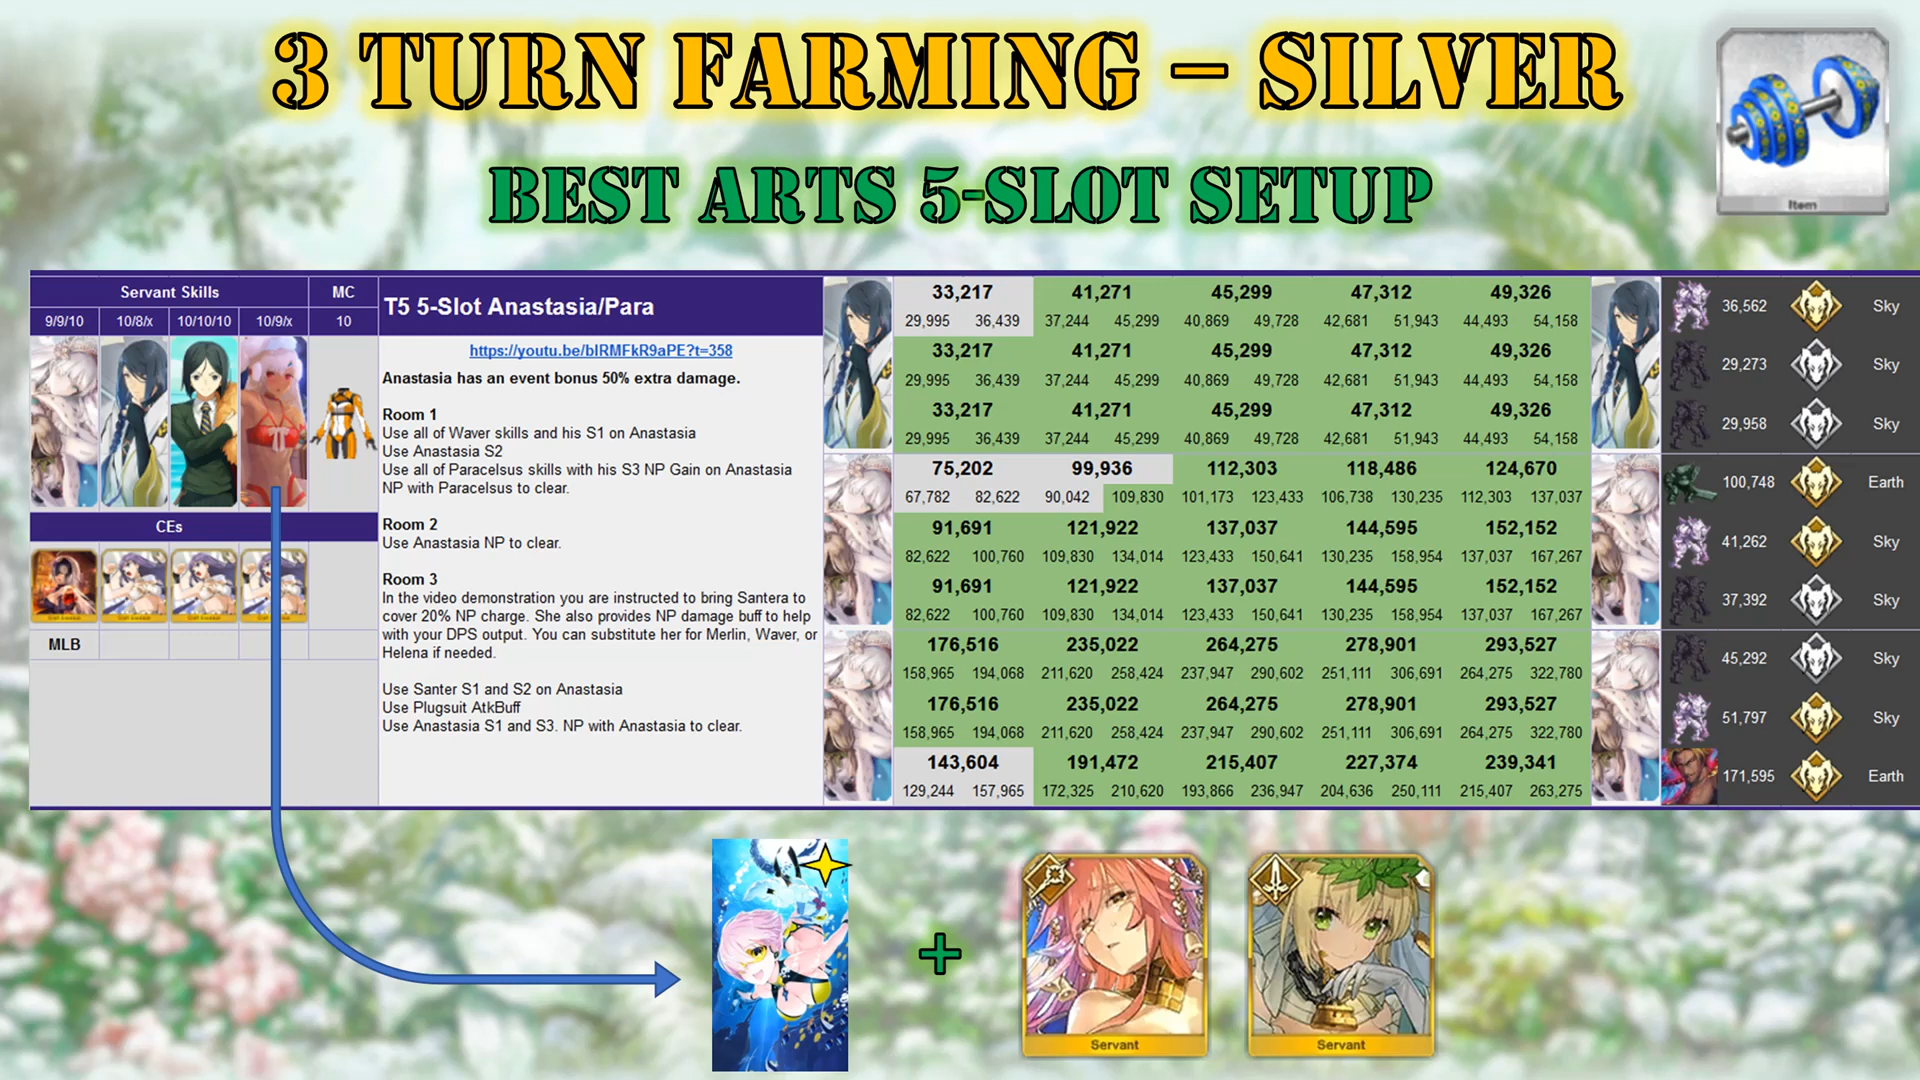 3 TURN FARMING – SILVER
BEST ARTS 5-SLOT SETUP
Item
Servant Skills
MC
9/9/10
10/8/x
10/10/10
10/9/x
10
CEs
MLB
T5 5-Slot Anastasia/Para
https://youtu.be/bIRMFkR9aPE?t=358
Anastasia has an event bonus 50% extra damage.
Room 1
Use all of Waver skills and his S1 on Anastasia
Use Anastasia S2
Use all of Paracelsus skills with his S3 NP Gain on Anastasia
NP with Paracelsus to clear.
Room 2
Use Anastasia NP to clear.
Room 3
In the video demonstration you are instructed to bring Santera to
cover 20% NP charge. She also provides NP damage buff to help
with your DPS output. You can substitute her for Merlin, Waver, or
Helena if needed.
Use Santer S1 and S2 on Anastasia
Use Plugsuit AtkBuff
Use Anastasia S1 and S3. NP with Anastasia to clear.
33,217 41,271 45,299 47,312 49,326
29,995 36,439 37,244 45,299 40,869 49,728 42,681 51,943 44,493 54,158
36,562 Sky
33,217 41,271 45,299 47,312 49,326
29,995 36,439 37,244 45,299 40,869 49,728 42,681 51,943 44,493 54,158
29,273 Sky
33,217 41,271 45,299 47,312 49,326
29,995 36,439 37,244 45,299 40,869 49,728 42,681 51,943 44,493 54,158
29,958 Sky
75,202 99,936 112,303 118,486 124,670
67,782 82,622 90,042 109,830 101,173 123,433 106,738 130,235 112,303 137,037
100,748 Earth
91,691 121,922 137,037 144,595 152,152
82,622 100,760 109,830 134,014 123,433 150,641 130,235 158,954 137,037 167,267
41,262 Sky
91,691 121,922 137,037 144,595 152,152
82,622 100,760 109,830 134,014 123,433 150,641 130,235 158,954 137,037 167,267
37,392 Sky
176,516 235,022 264,275 278,901 293,527
158,965 194,068 211,620 258,424 237,947 290,602 251,111 306,691 264,275 322,780
45,292 Sky
176,516 235,022 264,275 278,901 293,527
158,965 194,068 211,620 258,424 237,947 290,602 251,111 306,691 264,275 322,780
51,797 Sky
143,604 191,472 215,407 227,374 239,341
129,244 157,965 172,325 210,620 193,866 236,947 204,636 250,111 215,407 263,275
171,595 Earth
+
Servant
Servant